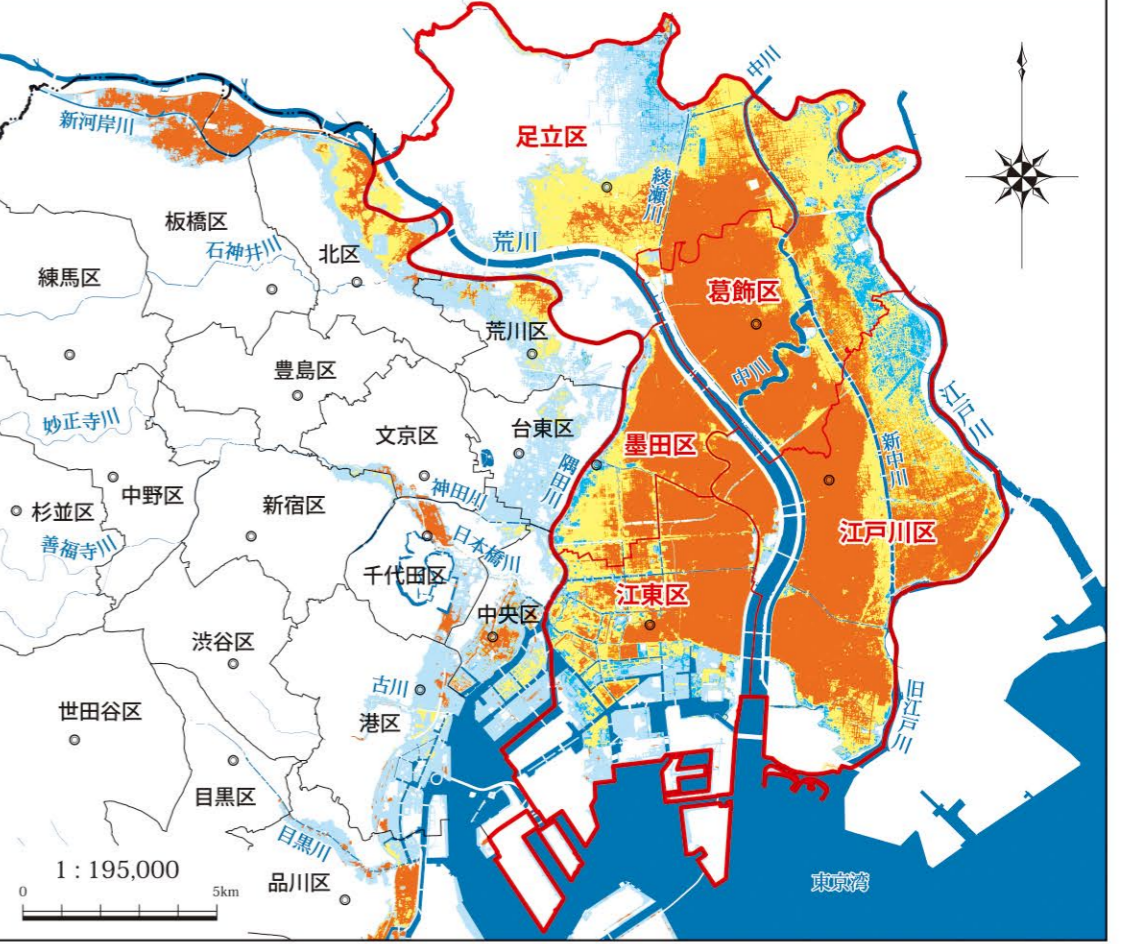 中川
新河岸川
足立区
綾瀬川
板橋区
石神井川
北区
荒川
練馬区
葛飾区
荒川区
豊島区
中川
江戸川
妙正寺川
文京区
台東区
墨田区
隅田川
新中川
中野区
杉並区
新宿区
神田川
善福寺川
日本橋川
江戸川区
千代田区
江東区
中央区
渋谷区
古川
旧江戸川
世田谷区
港区
目黒区
目黒川
1 : 195,000
品川区
東京湾
0
5km